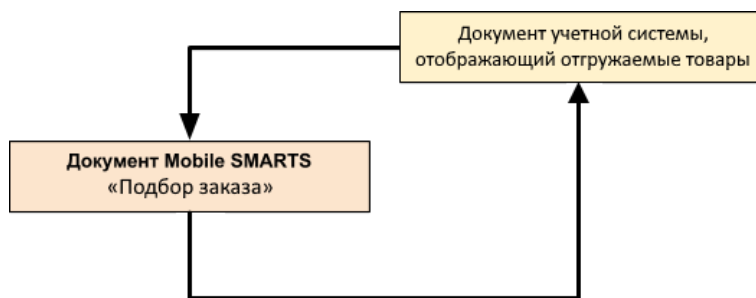 Документ учетной системы,
отображающий отгружаемые товары
Документ Mobile SMARTS
«Подбор заказа»